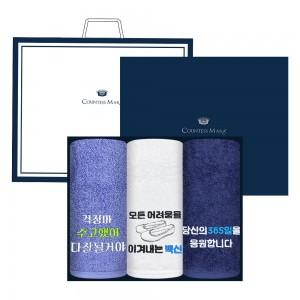 COUNTESS MARA
COUNTESS MARA
걱정마
수고했어
다잘될거야
모든 어려움을
이겨내는 백신
당신의 365일을
응원합니다